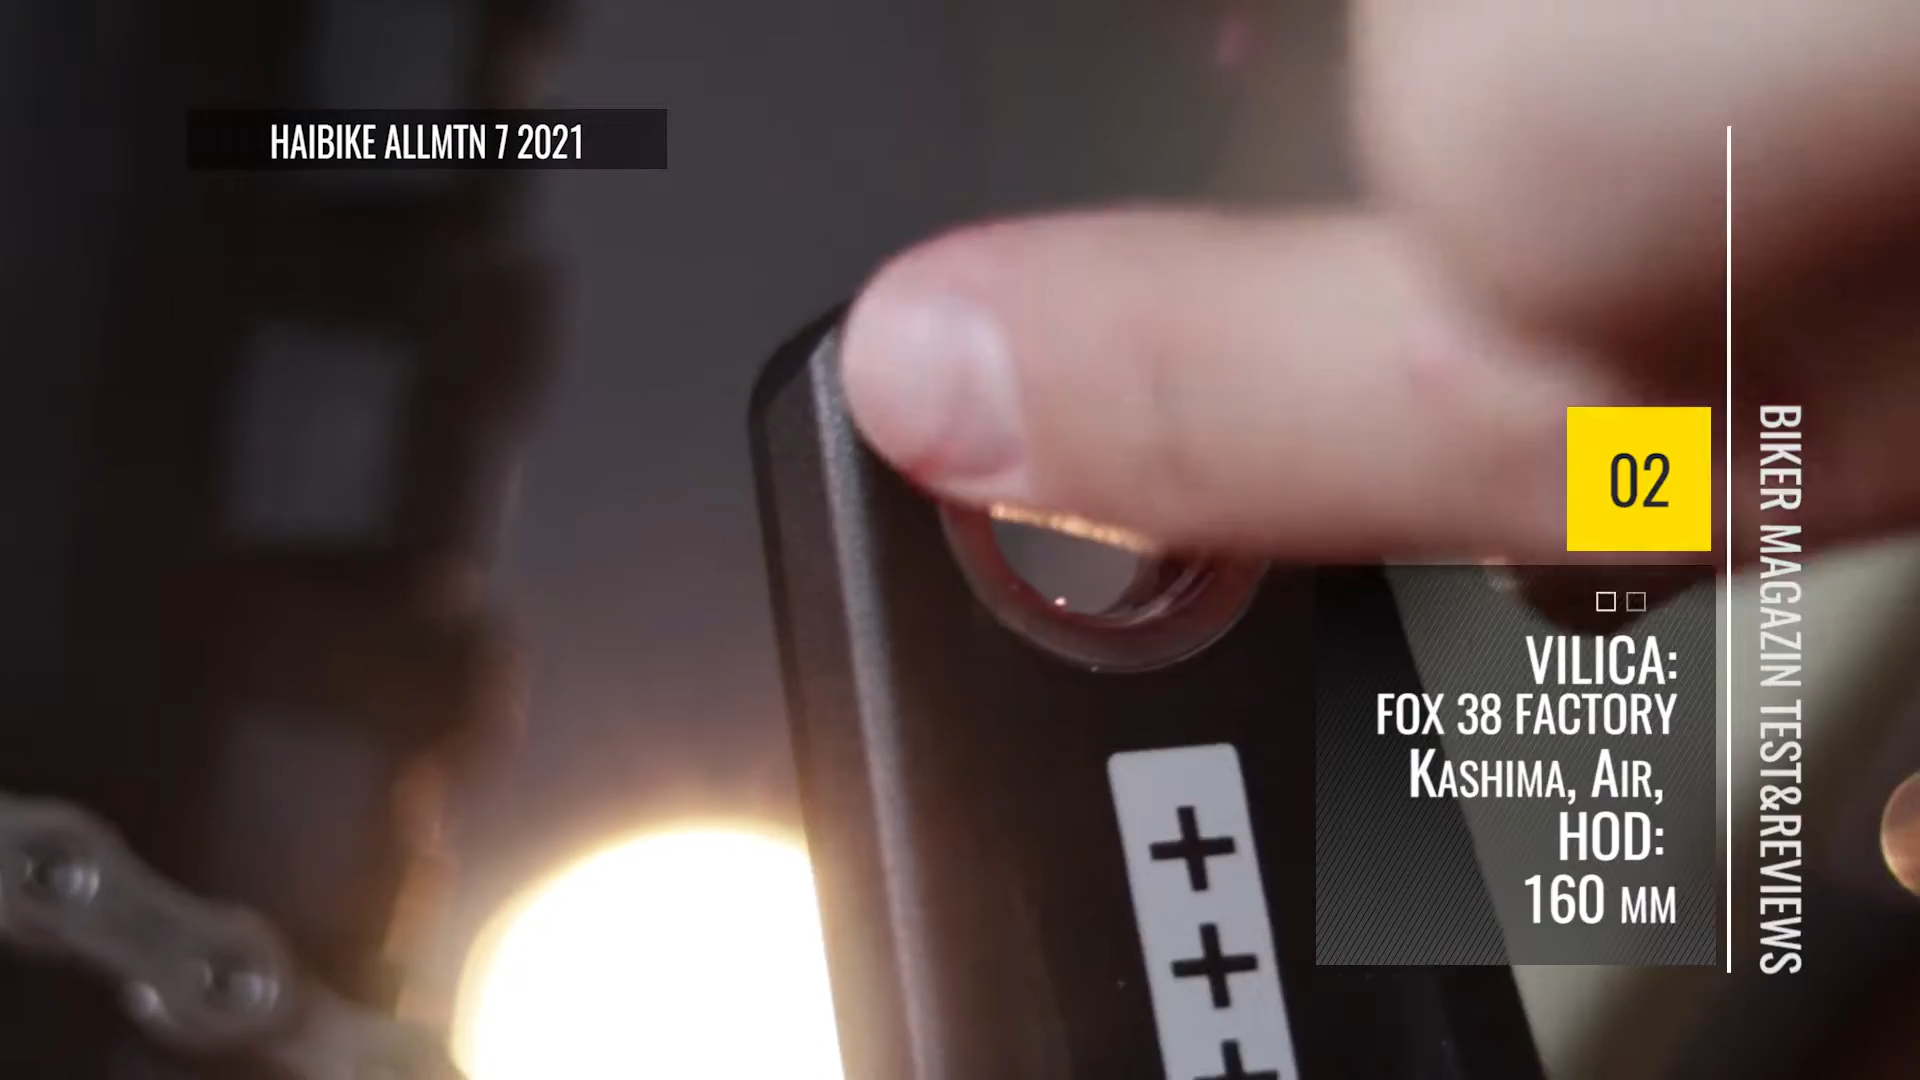 HAIBIKE ALLMTN 7 2021
02
VILICA:
FOX 38 FACTORY
KASHIMA, AIR,
HOD:
160 MM
BIKER MAGAZIN TEST&REVIEWS
+
+
+